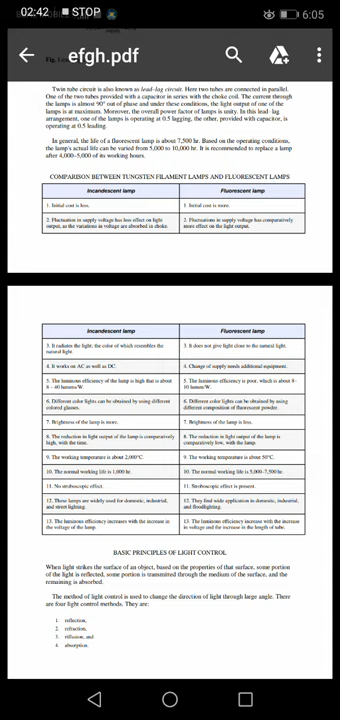 02:42 STOP 6:05
efgh.pdf
Twin tube circuit is also known as lead–lag circuit. Here two tubes are connected in parallel.
One of the two tubes provided with a capacitor in series with the choke coil. The current through
the lamps is almost 90° out of phase and under these conditions, the light output of one of the
lamps is at maximum. Moreover, the overall power factor of lamps is unity. In this lead–lag
arrangement, one of the lamps is operating at 0.5 lagging, the other, provided with capacitor, is
operating at 0.5 leading.
In general, the life of a fluorescent lamp is about 7,500 hr. Based on the operating conditions,
the lamp's actual life can be varied from 5,000 to 10,000 hr. It is recommended to replace a lamp
after 4,000–5,000 of its working hours.
COMPARISON BETWEEN TUNGSTEN FILAMENT LAMPS AND FLUORESCENT LAMPS
Incandescent lamp Fluorescent lamp
1. Initial cost is less. 1. Initial cost is more.
2. Fluctuation in supply voltage has less effect on light 2. Fluctuations in supply voltage has comparatively
output, as the variations in voltage are absorbed in choke. more effect on the light output.
Incandescent lamp Fluorescent lamp
3. It radiates the light; the color of which resembles the 3. It does not give light close to the natural light.
natural light.
4. It works on AC as well as DC. 4. Change of supply needs additional equipment.
5. The luminous efficiency of the lamp is high that is about 5. The luminous efficiency is poor, which is about 8–
8 – 40 lumens/W. 10 lumens/W.
6. Different color lights can be obtained by using different 6. Different color lights can be obtained by using
colored glasses. different composition of fluorescent powder.
7. Brightness of the lamp is more. 7. Brightness of the lamp is less.
8. The reduction in light output of the lamp is comparatively 8. The reduction in light output of the lamp is
high, with the time. comparatively low, with the lamp.
9. The working temperature is about 2,000°C. 9. The working temperature is about 50°C.
10. The normal working life is 1,000 hr. 10. The normal working life is 5,000–7,500 hr.
11. No stroboscopic effect. 11. Stroboscopic effect is present.
12. These lamps are widely used for domestic, industrial, 12. They find wide application in domestic, industrial,
and street lighting. and floodlighting.
13. The luminous efficiency increases with the increase in 13. The luminous efficiency increase with the increase
the voltage of the lamp. in voltage and the increase in the length of tube.
BASIC PRINCIPLES OF LIGHT CONTROL
When light strikes the surface of an object, based on the properties of that surface, some portion
of the light is reflected, some portion is transmitted through the medium of the surface, and the
remaining is absorbed.
The method of light control is used to change the direction of light through large angle. There
are four light control methods. They are:
1. reflection,
2. refraction,
3. riffusion, and
4. absorption.